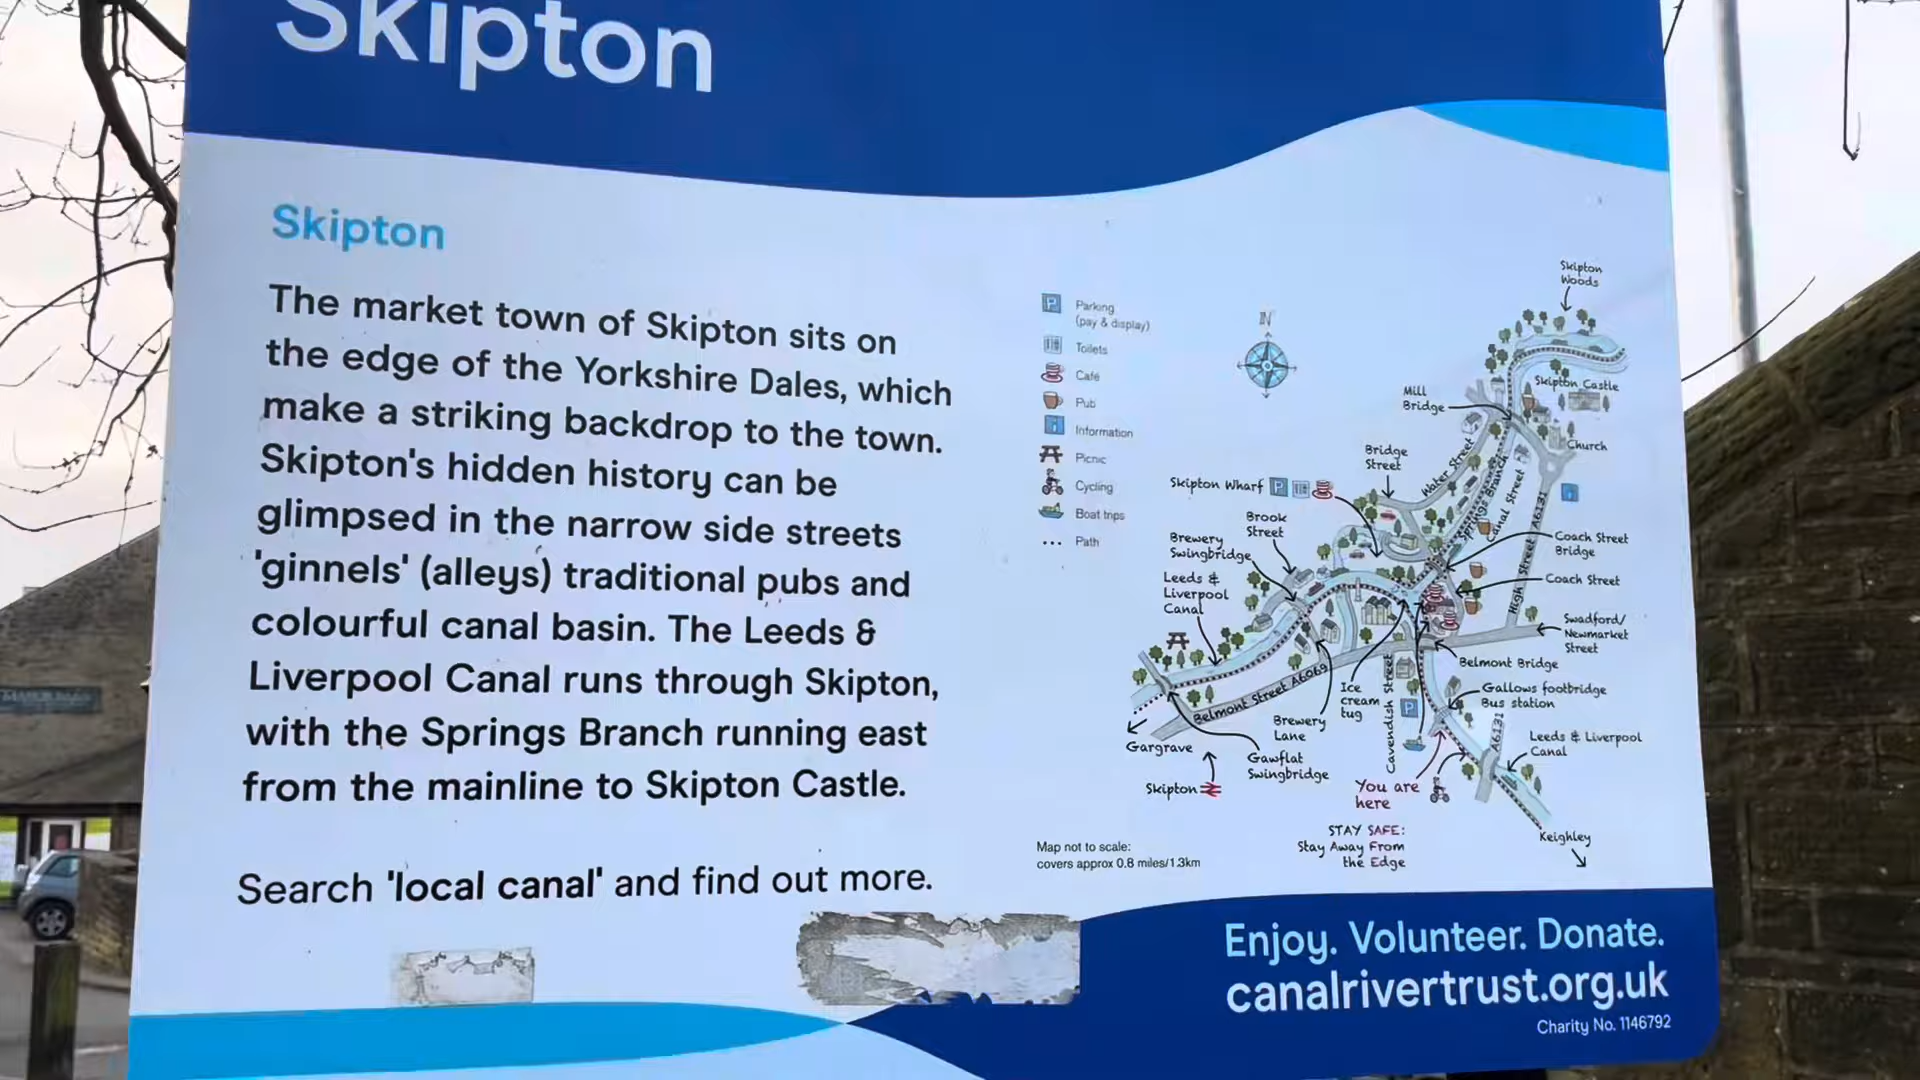 Skipton
Skipton
The market town of Skipton sits on
the edge of the Yorkshire Dales, which
make a striking backdrop to the town.
Skipton's hidden history can be
glimpsed in the narrow side streets
'ginnels' (alleys) traditional pubs and
colourful canal basin. The Leeds &
Liverpool Canal runs through Skipton,
with the Springs Branch running east
from the mainline to Skipton Castle.
Search 'local canal' and find out more.
P Parking
(pay & display)
Toilets
Café
Pub
Information
Picnic
Cycling
Boat trips
Path
N
Skipton
Woods
Skipton Castle
Mill
Bridge
Church
Bridge
Street
Water Street
Springs Branch
Canal Street
High Street A6131
Skipton Wharf P
Brook
Street
Brewery
Swingbridge
Leeds &
Liverpool
Canal
Coach Street
Bridge
Coach Street
Swadford/
Newmarket
Street
Belmont Bridge
Gallows footbridge
Bus station
Leeds & Liverpool
Canal
A6131
Belmont Street A6069
Ice
cream
tug
Cavendish Street
P
Brewery
Lane
Gargrave
Gawflat
Swingbridge
Skipton
You are
here
STAY SAFE:
Stay Away From
the Edge
Keighley
Map not to scale:
covers approx 0.8 miles/1.3km
Enjoy. Volunteer. Donate.
canalrivertrust.org.uk
Charity No. 1146792